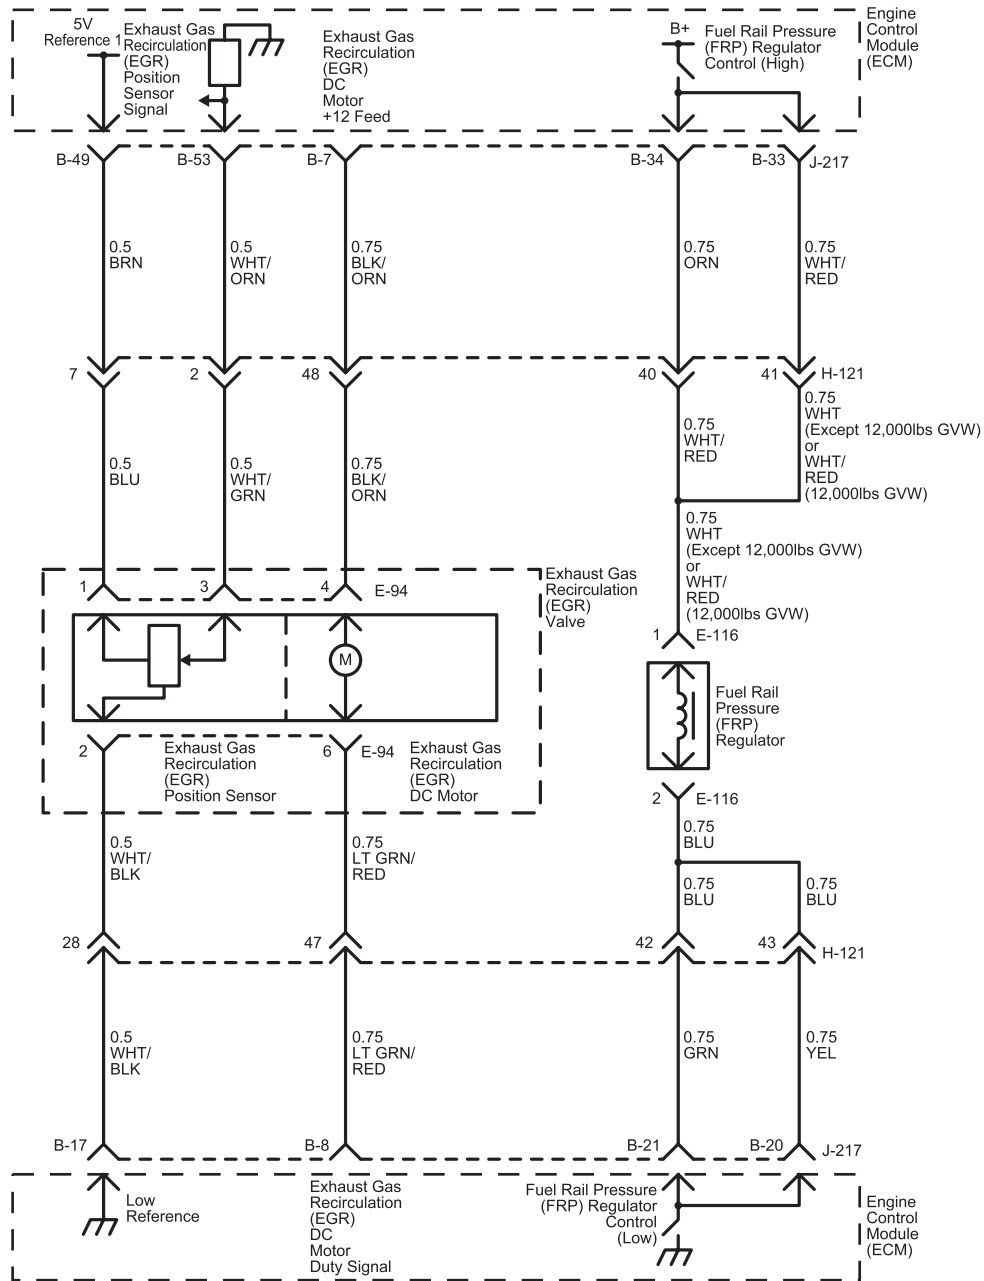 5V
Reference 1
Exhaust Gas
Recirculation
(EGR)
Position
Sensor
Signal
Exhaust Gas
Recirculation
(EGR)
DC
Motor
+12 Feed
B+
Fuel Rail Pressure
(FRP) Regulator
Control (High)
Engine
Control
Module
(ECM)
B-49
B-53
B-7
B-34
B-33
J-217
0.5
BRN
0.5
WHT/
ORN
0.75
BLK/
ORN
0.75
ORN
0.75
WHT/
RED
7
2
48
40
41
H-121
0.5
BLU
0.5
WHT/
GRN
0.75
BLK/
ORN
0.75
WHT/
RED
0.75
WHT
(Except 12,000lbs GVW)
or
WHT/
RED
(12,000lbs GVW)
0.75
WHT
(Except 12,000lbs GVW)
or
WHT/
RED
(12,000lbs GVW)
1
3
4
E-94
Exhaust Gas
Recirculation
(EGR)
Valve
1
E-116
M
Fuel Rail
Pressure
(FRP)
Regulator
2
6
E-94
Exhaust Gas
Recirculation
(EGR)
Position Sensor
Exhaust Gas
Recirculation
(EGR)
DC Motor
2
E-116
0.5
WHT/
BLK
0.75
LT GRN/
RED
0.75
BLU
0.75
BLU
0.75
BLU
28
47
42
43
H-121
0.5
WHT/
BLK
0.75
LT GRN/
RED
0.75
GRN
0.75
YEL
B-17
B-8
B-21
B-20
J-217
Low
Reference
Exhaust Gas
Recirculation
(EGR)
DC
Motor
Duty Signal
Fuel Rail Pressure
(FRP) Regulator
Control
(Low)
Engine
Control
Module
(ECM)